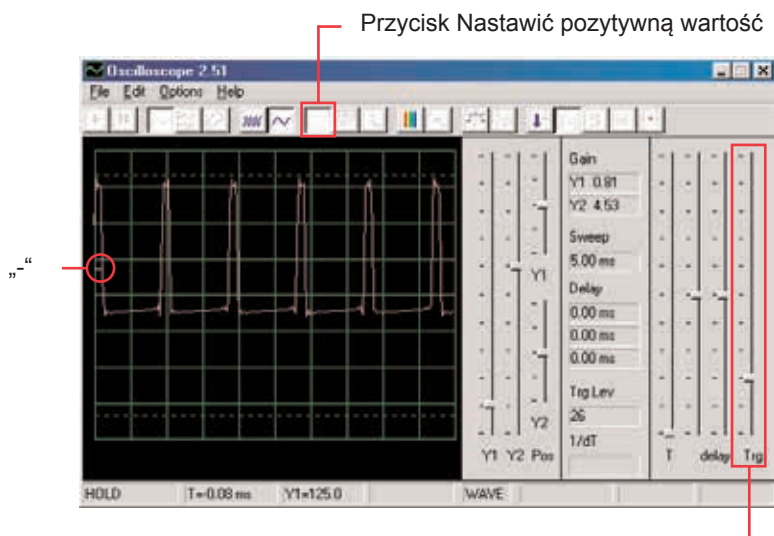 Przycisk Nastawić pozytywną wartość
Oscilloscope 2.51
File Edit Options Help
„-“
Gain
Y1 0.81
Y2 4.53
Sweep
5.00 ms
Delay
0.00 ms
0.00 ms
0.00 ms
Trg Lev
26
1/dT
Y1
Y2
Y1 Y2 Pos
T delay Trg
HOLD T=-0.08 ms Y1=125.0 WAVE